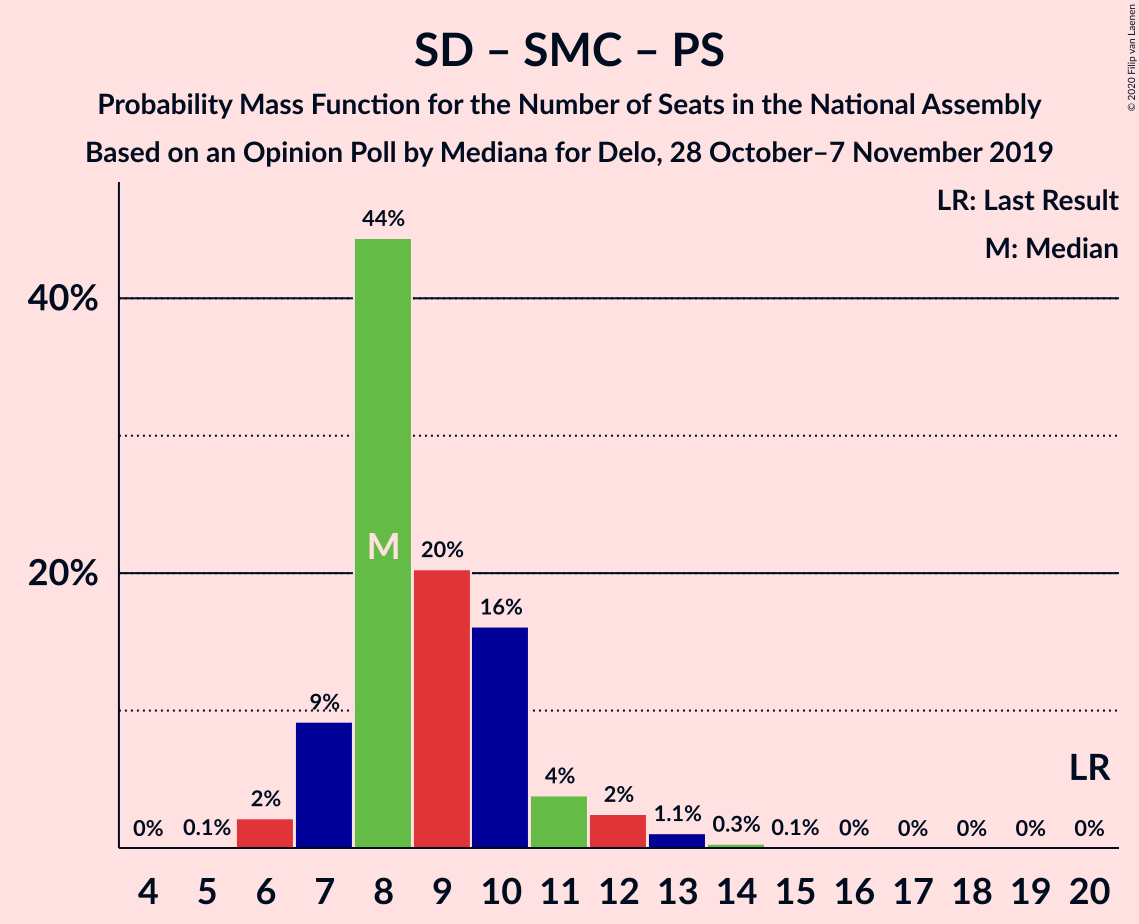 SD – SMC – PS
Probability Mass Function for the Number of Seats in the National Assembly
Based on an Opinion Poll by Mediana for Delo, 28 October–7 November 2019
© 2020 Filip van Laenen
LR: Last Result
M: Median
40%
20%
0%
0.1%
2%
9%
44%
M
20%
16%
4%
2%
1.1%
0.3%
0.1%
0%
0%
0%
0%
0%
LR
4 5 6 7 8 9 10 11 12 13 14 15 16 17 18 19 20